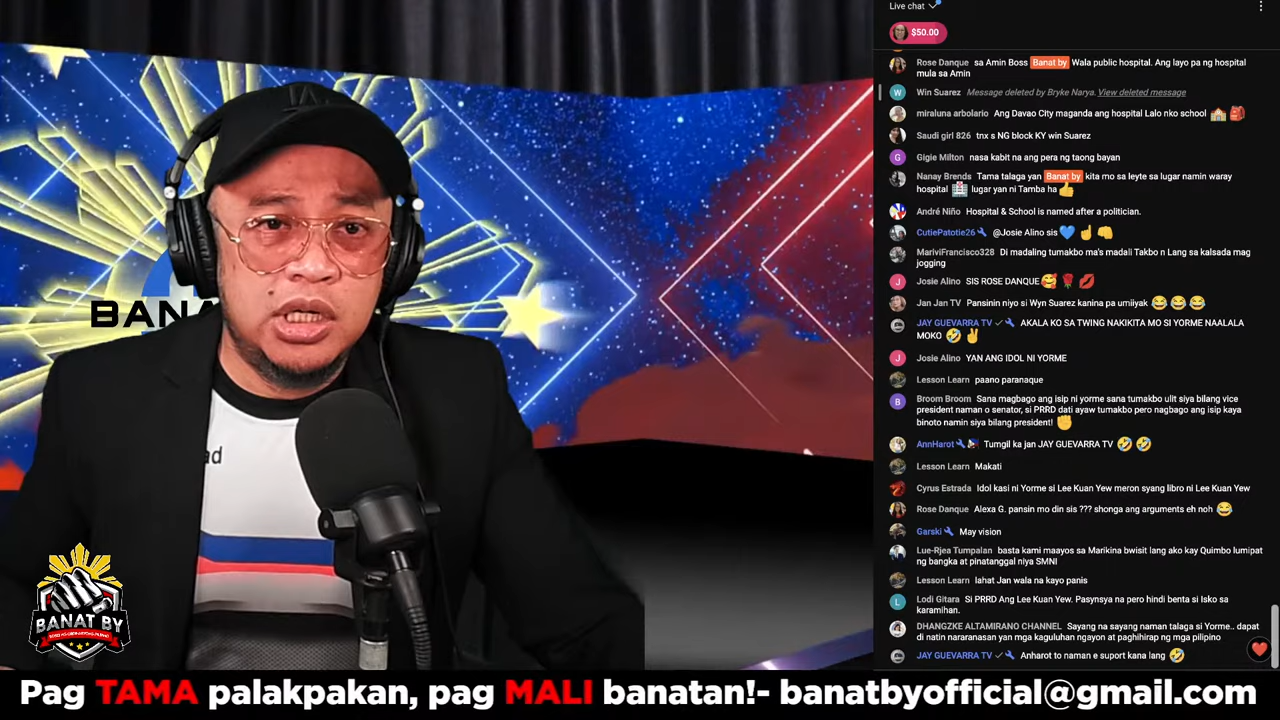 Live chat
$50.00
Rose Danque sa Amin Boss Banat by Wala public hospital. Ang layo pa ng hospital
mula sa Amin
Win Suarez Message deleted by Bryke Narya. View deleted message
miraluna arbolario Ang Davao City maganda ang hospital Lalo nko school
Saudi girl 826 tnx s NG block KY win Suarez
Gigie Milton nasa kabit na ang pera ng taong bayan
Nanay Brends Tama talaga yan Banat by kita mo sa leyte sa lugar namin waray
hospital lugar yan ni Tamba ha
André Niño Hospital & School is named after a politician.
CutiePatotie26 @Josie Alino sis
MariviFrancisco328 Di madaling tumakbo ma's madali Takbo n Lang sa kalsada mag
jogging
Josie Alino SIS ROSE DANQUE
Jan Jan TV Pansinin niyo si Wyn Suarez kanina pa umiiyak
JAY GUEVARRA TV AKALA KO SA TWING NAKIKITA MO SI YORME NAALALA
MOKO
Josie Alino YAN ANG IDOL NI YORME
Lesson Learn paano paranaque
Broom Broom Sana magbago ang isip ni yorme sana tumakbo ulit siya bilang vice
president naman o senator, si PRRD dati ayaw tumakbo pero nagbago ang isip kaya
binoto namin siya bilang president!
AnnHarot Tumgil ka jan JAY GUEVARRA TV
Lesson Learn Makati
Cyrus Estrada Idol kasi ni Yorme si Lee Kuan Yew meron syang libro ni Lee Kuan Yew
Rose Danque Alexa G. pansin mo din sis ??? shonga ang arguments eh noh
Garski May vision
Lue-Rjea Tumpalan basta kami maayos sa Marikina bwisit lang ako kay Quimbo lumipat
ng bangka at pinatanggal niya SMNI
Lesson Learn lahat Jan wala na kayo panis
Lodi Gitara Si PRRD Ang Lee Kuan Yew. Pasynsya na pero hindi benta si Isko sa
karamihan.
DHANGZKE ALTAMIRANO CHANNEL Sayang na sayang naman talaga si Yorme.. dapat
di natin nararanasan yan mga kaguluhan ngayon at paghihirap ng mga pilipino
JAY GUEVARRA TV Anharot to naman e suport kana lang
BANA
ad
BANAT BY
Pag TAMA palakpakan, pag MALI banatan!- banatbyofficial@gmail.com